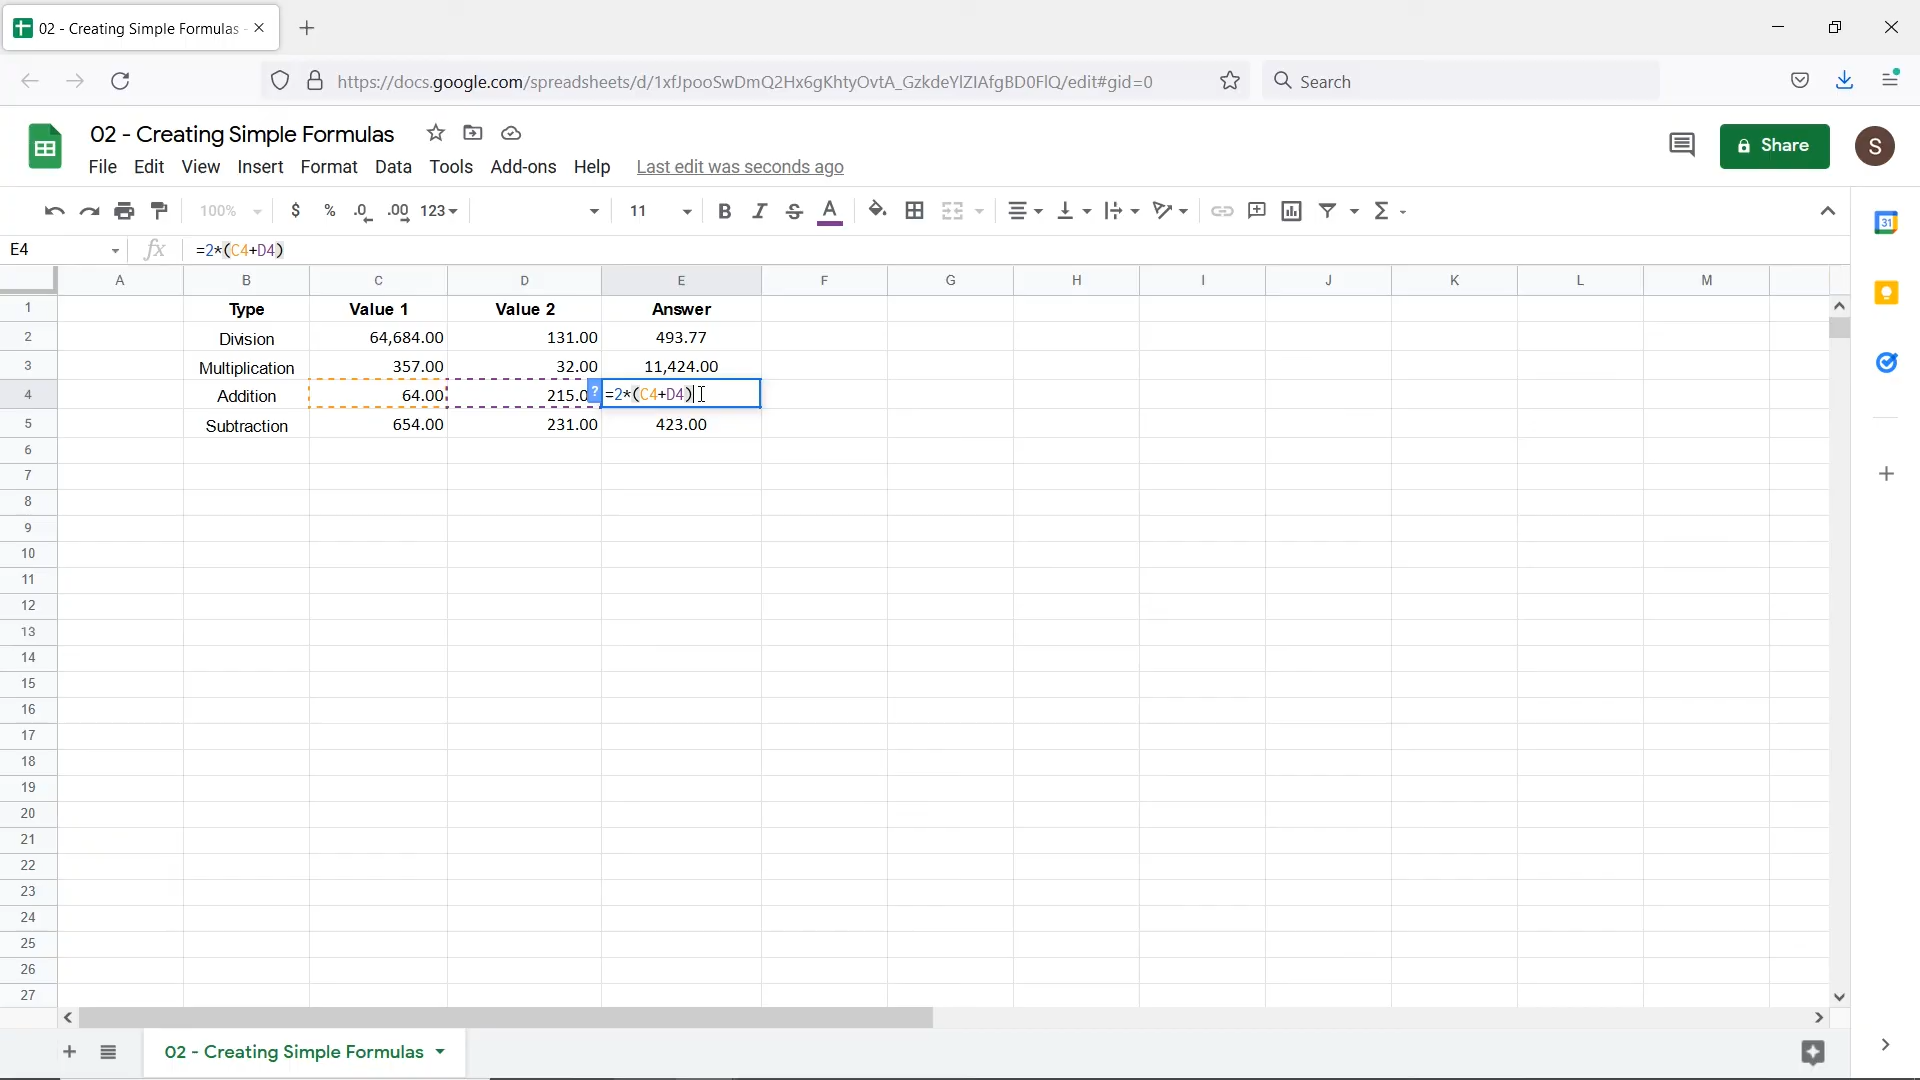 02 - Creating Simple Formulas -
https://docs.google.com/spreadsheets/d/1xfJpooSwDmQ2Hx6gKhtyOvtA_GzkdeYlZIAfgBD0FlQ/edit#gid=0
Search
02 - Creating Simple Formulas
Share
S
File Edit View Insert Format Data Tools Add-ons Help Last edit was seconds ago
100% $ % .0 .00 123 11 B I S A Σ
31
E4 fx =2*(C4+D4)
A B C D E F G H I J K L M
1 Type Value 1 Value 2 Answer
2 Division 64,684.00 131.00 493.77
3 Multiplication 357.00 32.00 11,424.00
4 Addition 64.00 215.0 ? =2*(C4+D4)
5 Subtraction 654.00 231.00 423.00
6
7
8
9
10
11
12
13
14
15
16
17
18
19
20
21
22
23
24
25
26
27
02 - Creating Simple Formulas